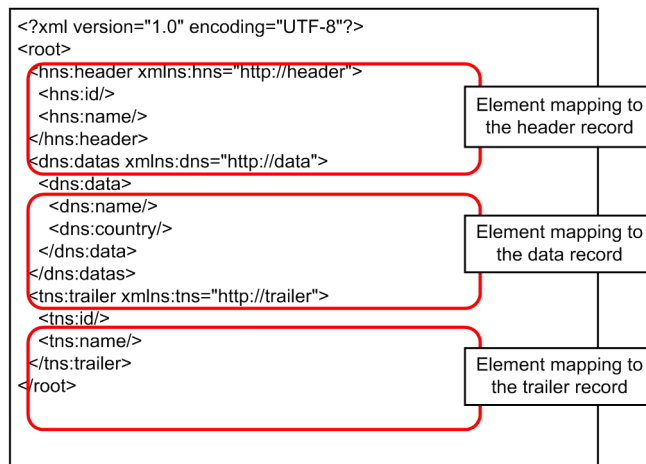 <?xml version="1.0" encoding="UTF-8"?>
<root>
<hns:header xmlns:hns="http://header">
<hns:id/>
<hns:name/>
</hns:header>
<dns:datas xmlns:dns="http://data">
<dns:data>
<dns:name/>
<dns:country/>
</dns:data>
</dns:datas>
<tns:trailer xmlns:tns="http://trailer">
<tns:id/>
<tns:name/>
</tns:trailer>
</root>
Element mapping to
the header record
Element mapping to
the data record
Element mapping to
the trailer record